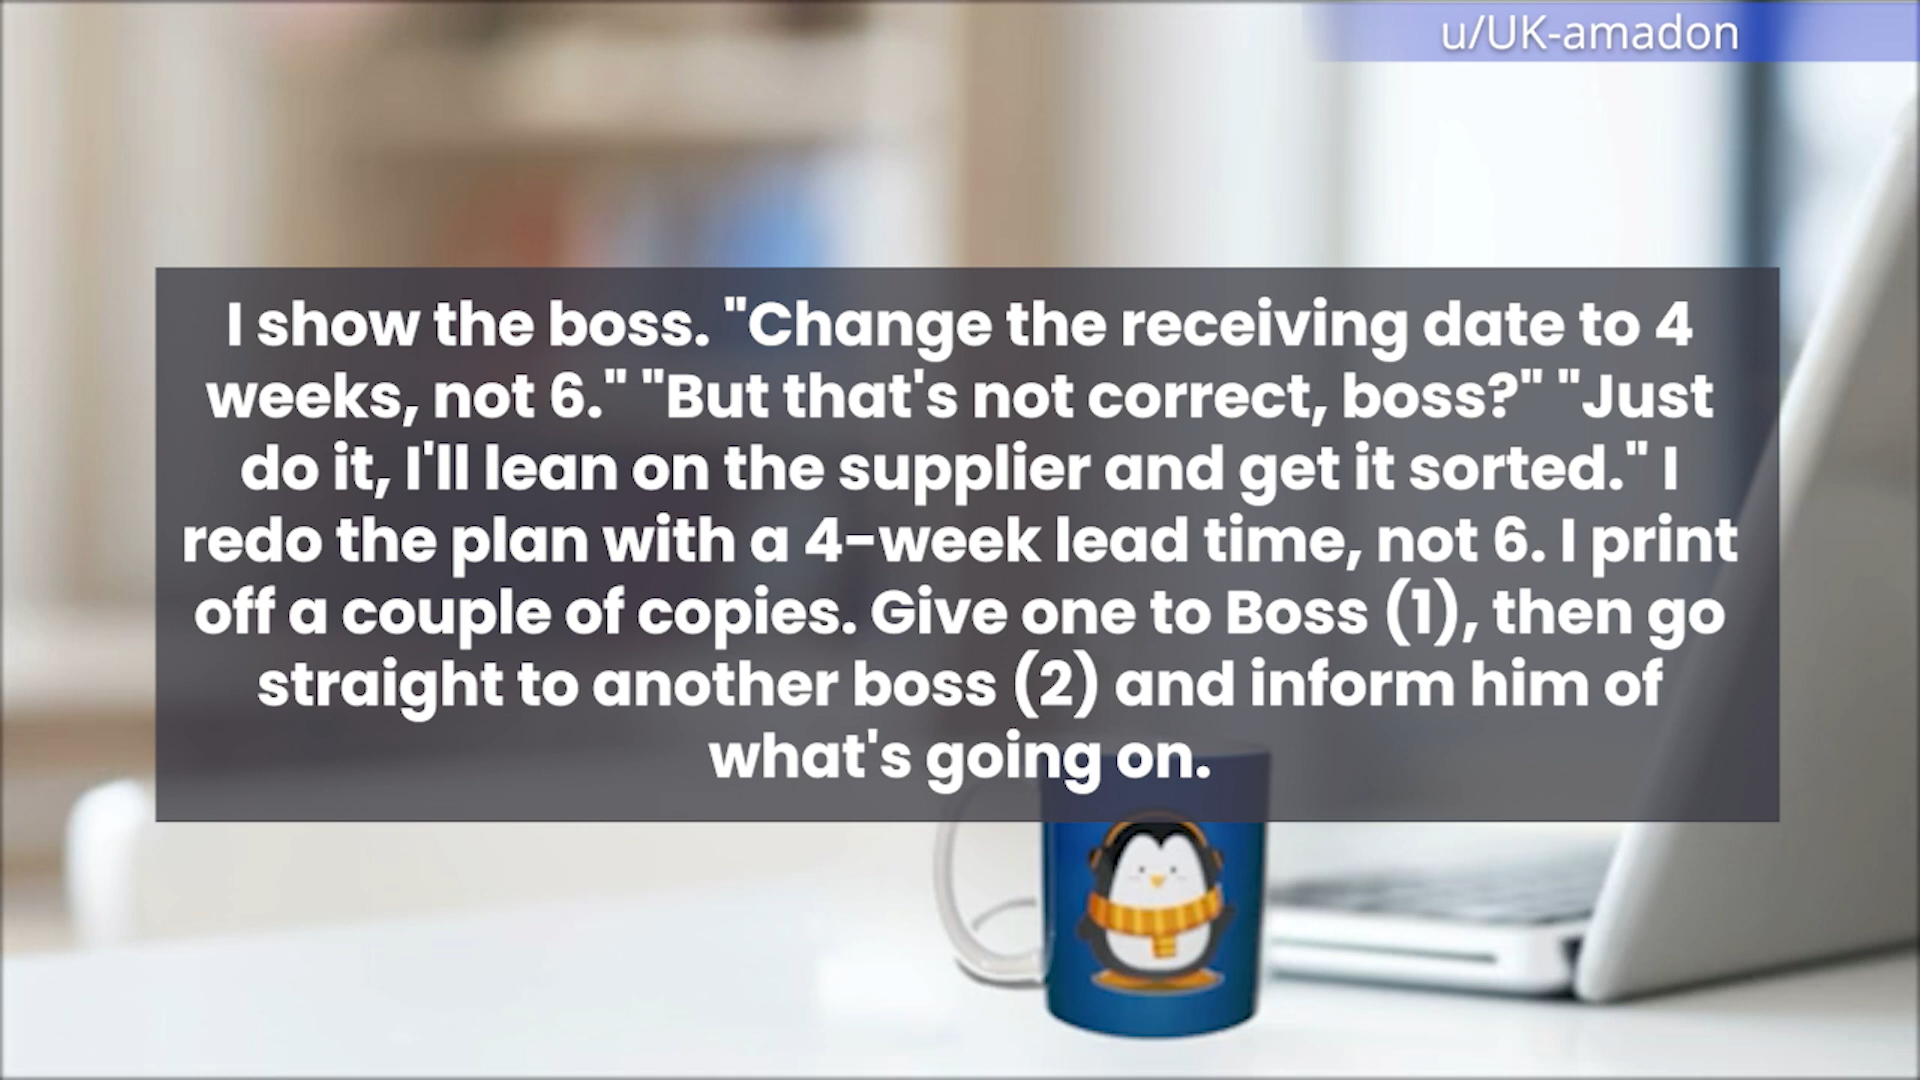 u/UK-amadon
I show the boss. "Change the receiving date to 4
weeks, not 6." "But that's not correct, boss?" "Just
do it, I'll lean on the supplier and get it sorted." I
redo the plan with a 4-week lead time, not 6. I print
off a couple of copies. Give one to Boss (1), then go
straight to another boss (2) and inform him of
what's going on.